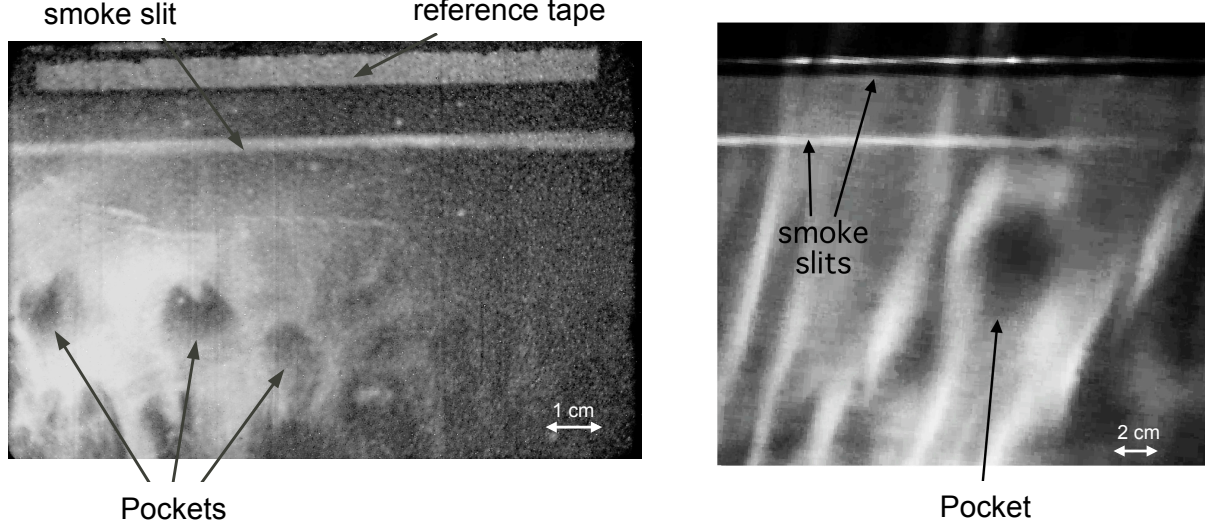 smoke slit
reference tape
1 cm
Pockets
smoke
slits
2 cm
Pocket